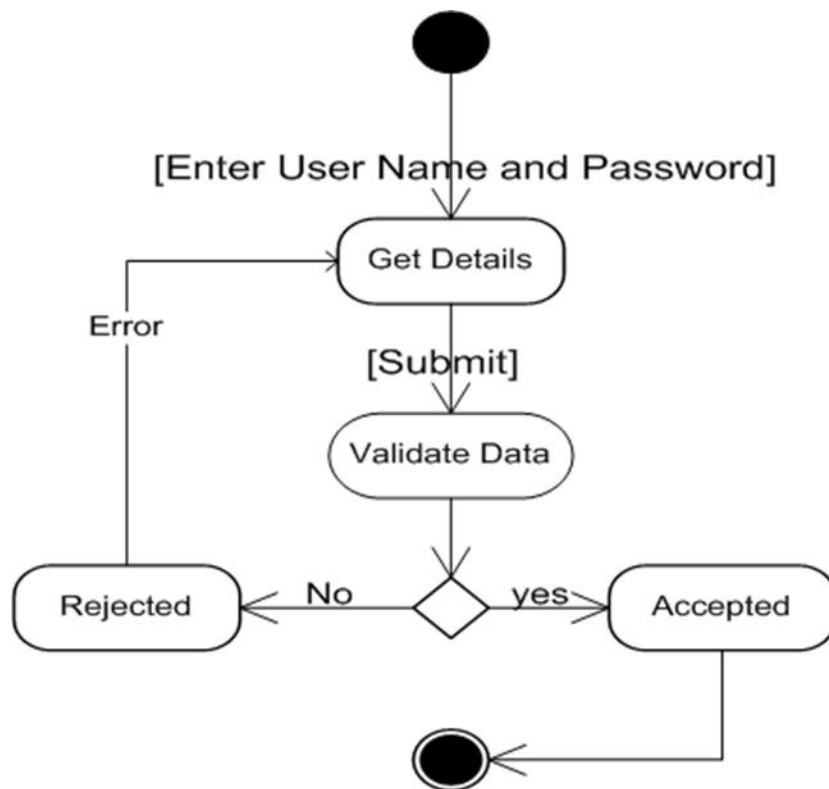 [Enter User Name and Password]
Get Details
Error
[Submit]
Validate Data
Rejected
No
yes
Accepted